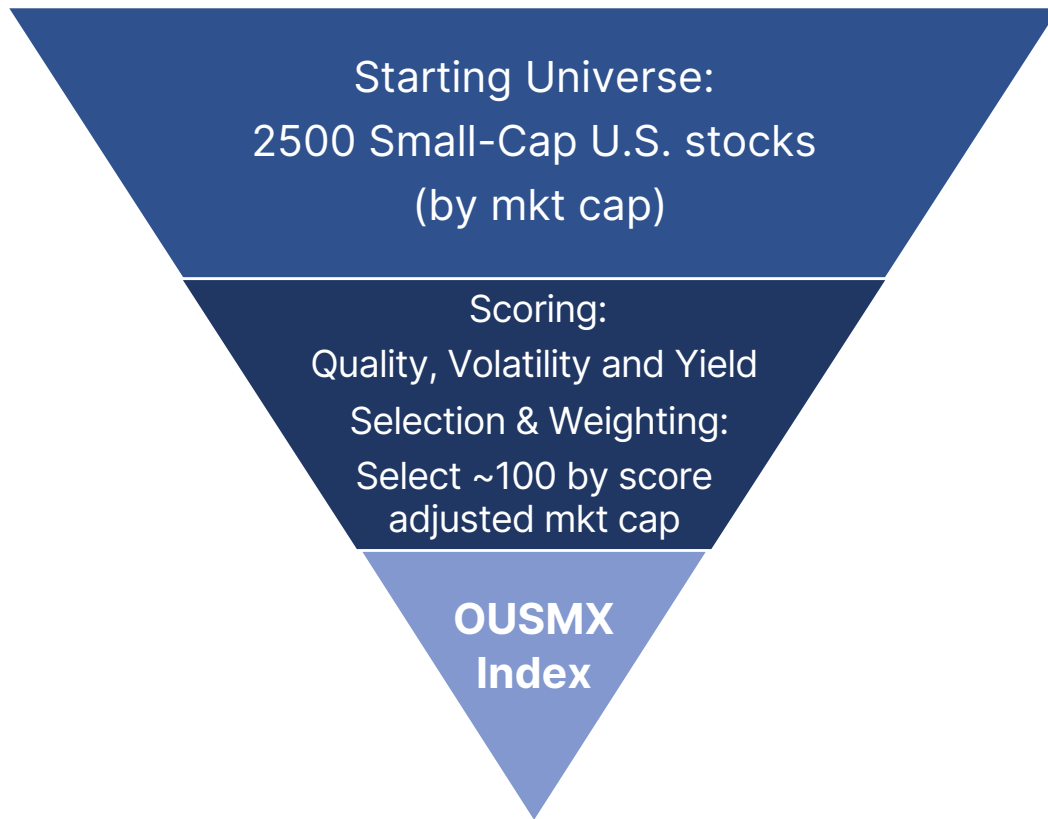 Starting Universe:
2500 Small-Cap U.S. stocks
(by mkt cap)
Scoring:
Quality, Volatility and Yield
Selection & Weighting:
Select ~100 by score
adjusted mkt cap
OUSMX
Index